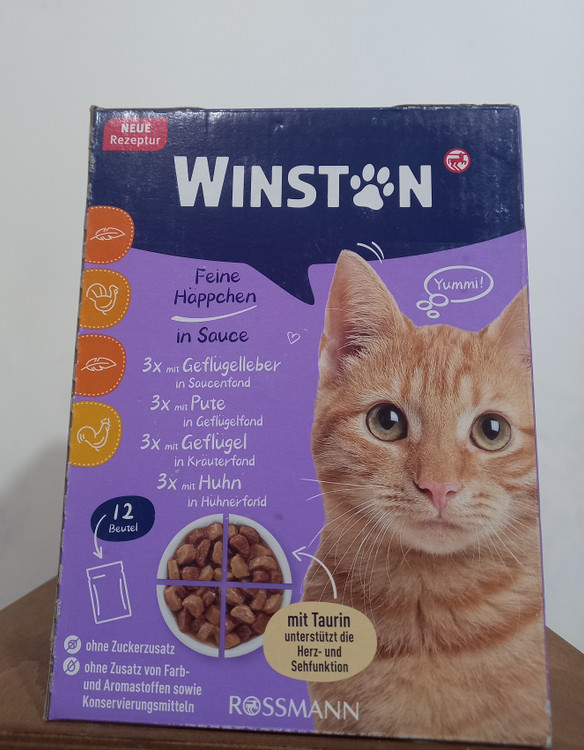 NEUE
Rezeptur
WINSTON
Yummi!
Feine
Häppchen
in Sauce
3x mit Geflügelleber
in Saucenfond
3x mit Pute
in Geflügelfond
3x mit Geflügel
in Kräuterfond
3x mit Huhn
in Hühnerfond
12
Beutel
mit Taurin
unterstützt die
Herz- und
Sehfunktion
ohne Zuckerzusatz
ohne Zusatz von Farb-
und Aromastoffen sowie
Konservierungsmitteln
ROSSMANN